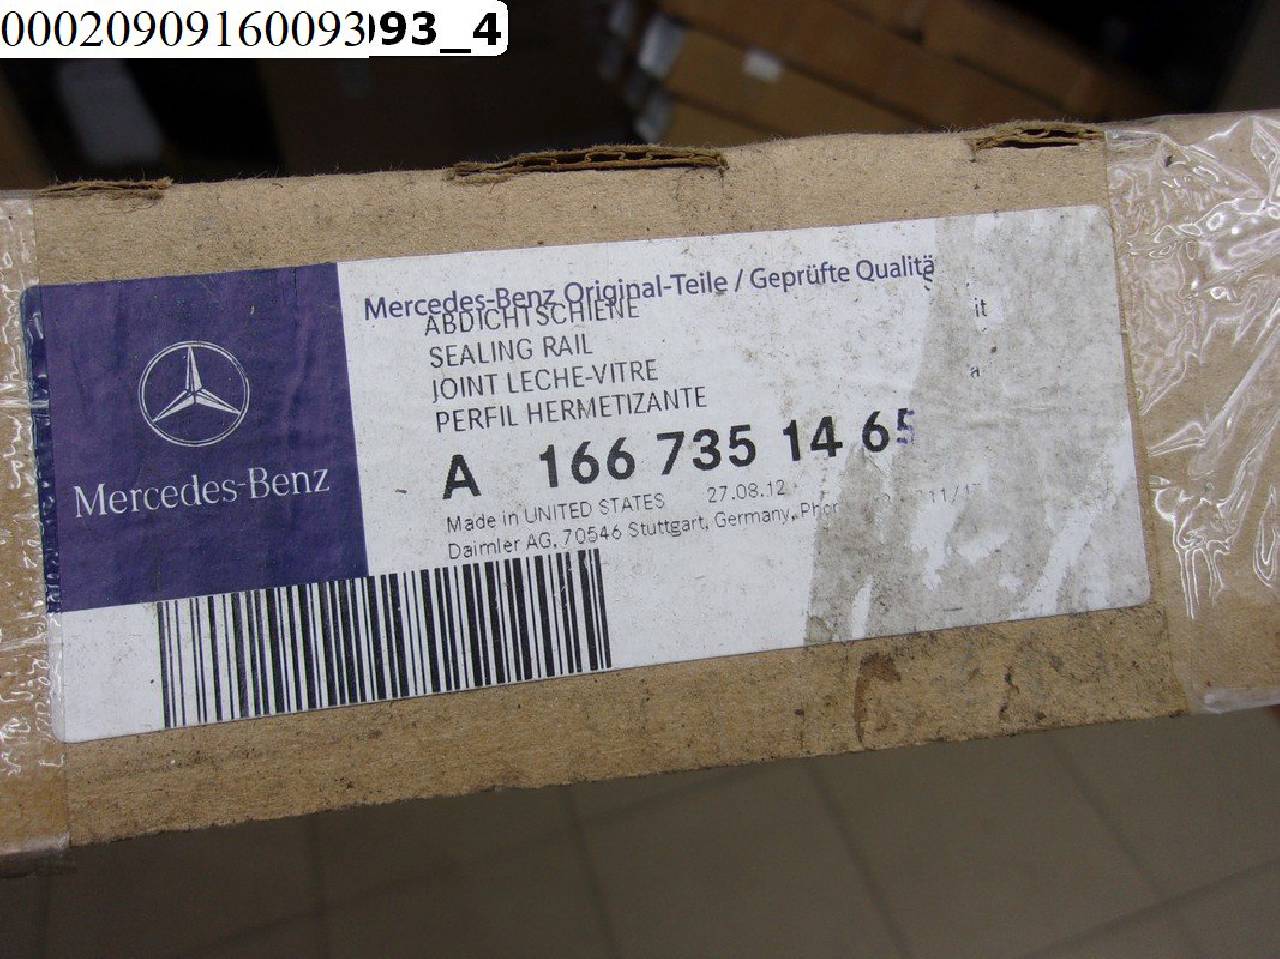 00020909160093093_4
Mercedes-Benz Original-Teile / Geprüfte Qualitä
ABDICHTSCHIENE
SEALING RAIL
JOINT LECHE-VITRE
PERFIL HERMETIZANTE
A 166 735 14 65
Made in UNITED STATES 27.08.12
Daimler AG, 70546 Stuttgart, Germany,
Mercedes-Benz